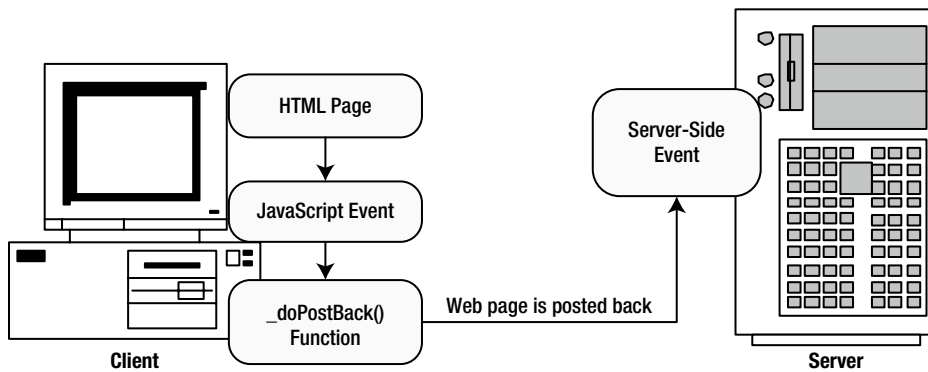 HTML Page
JavaScript Event
_doPostBack()
Function
Web page is posted back
Server-Side
Event
Client
Server